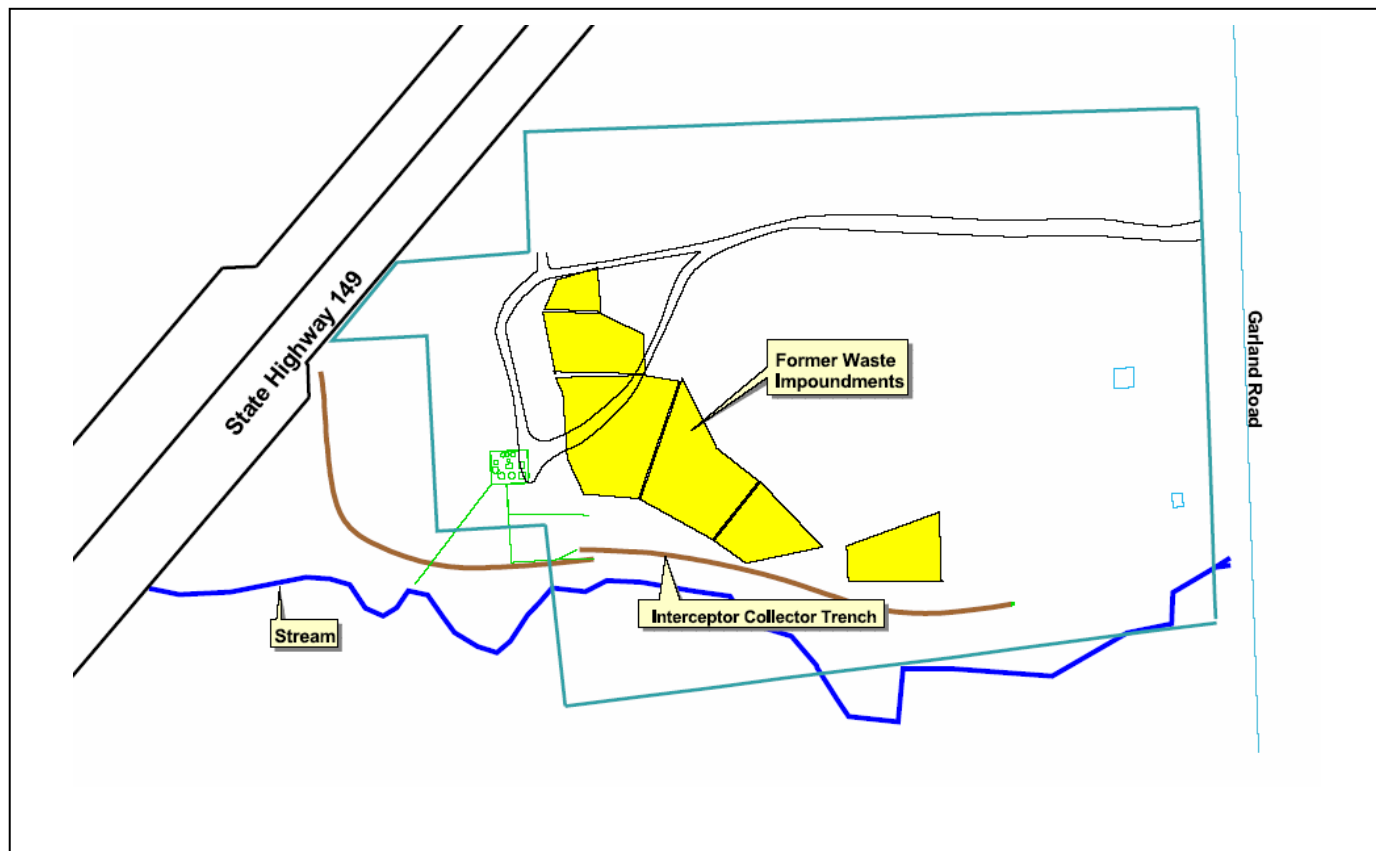 State Highway 149
Garland Road
Former Waste
Impoundments
Interceptor Collector Trench
Stream